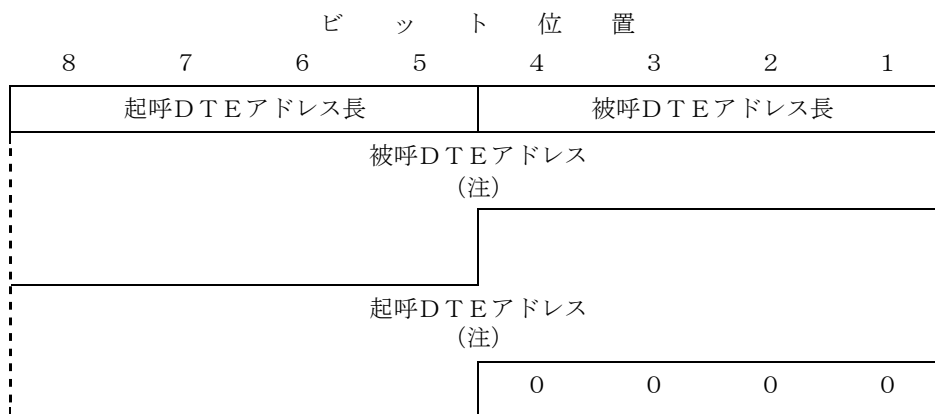 ビット位置
８ ７ ６ ５ ４ ３ ２ １
起呼ＤＴＥアドレス長 被呼ＤＴＥアドレス長
被呼ＤＴＥアドレス
（注）
起呼ＤＴＥアドレス
（注）
０ ０ ０ ０